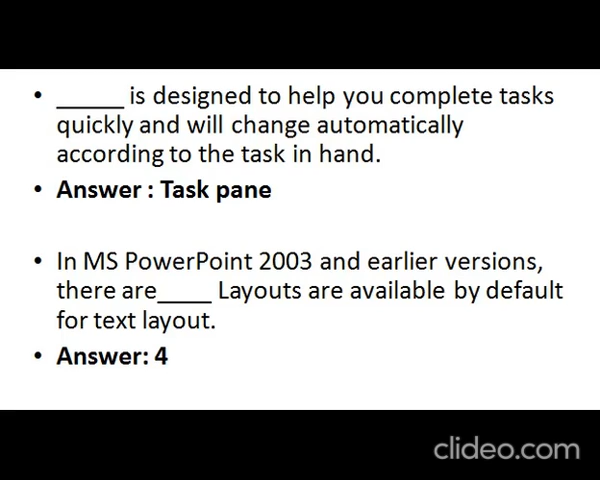 • _____ is designed to help you complete tasks
quickly and will change automatically
according to the task in hand.
• Answer : Task pane
• In MS PowerPoint 2003 and earlier versions,
there are____ Layouts are available by default
for text layout.
• Answer: 4
clideo.com